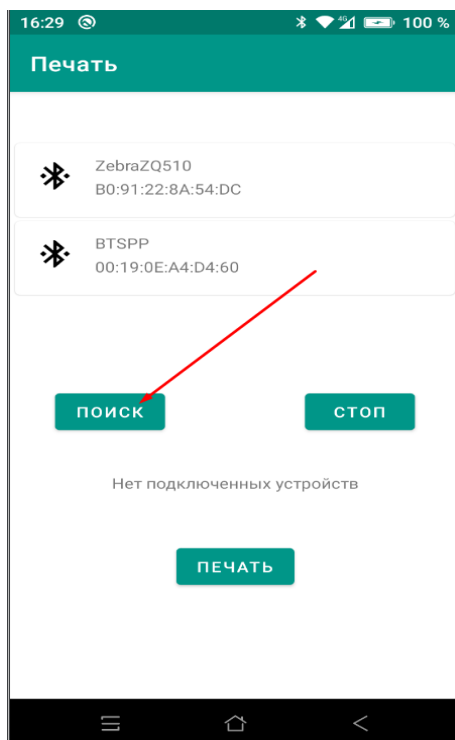 16:29 4G 100 %
Печать
ZebraZQ510
B0:91:22:8A:54:DC
BTSPP
00:19:0E:A4:D4:60
ПОИСК СТОП
Нет подключенных устройств
ПЕЧАТЬ